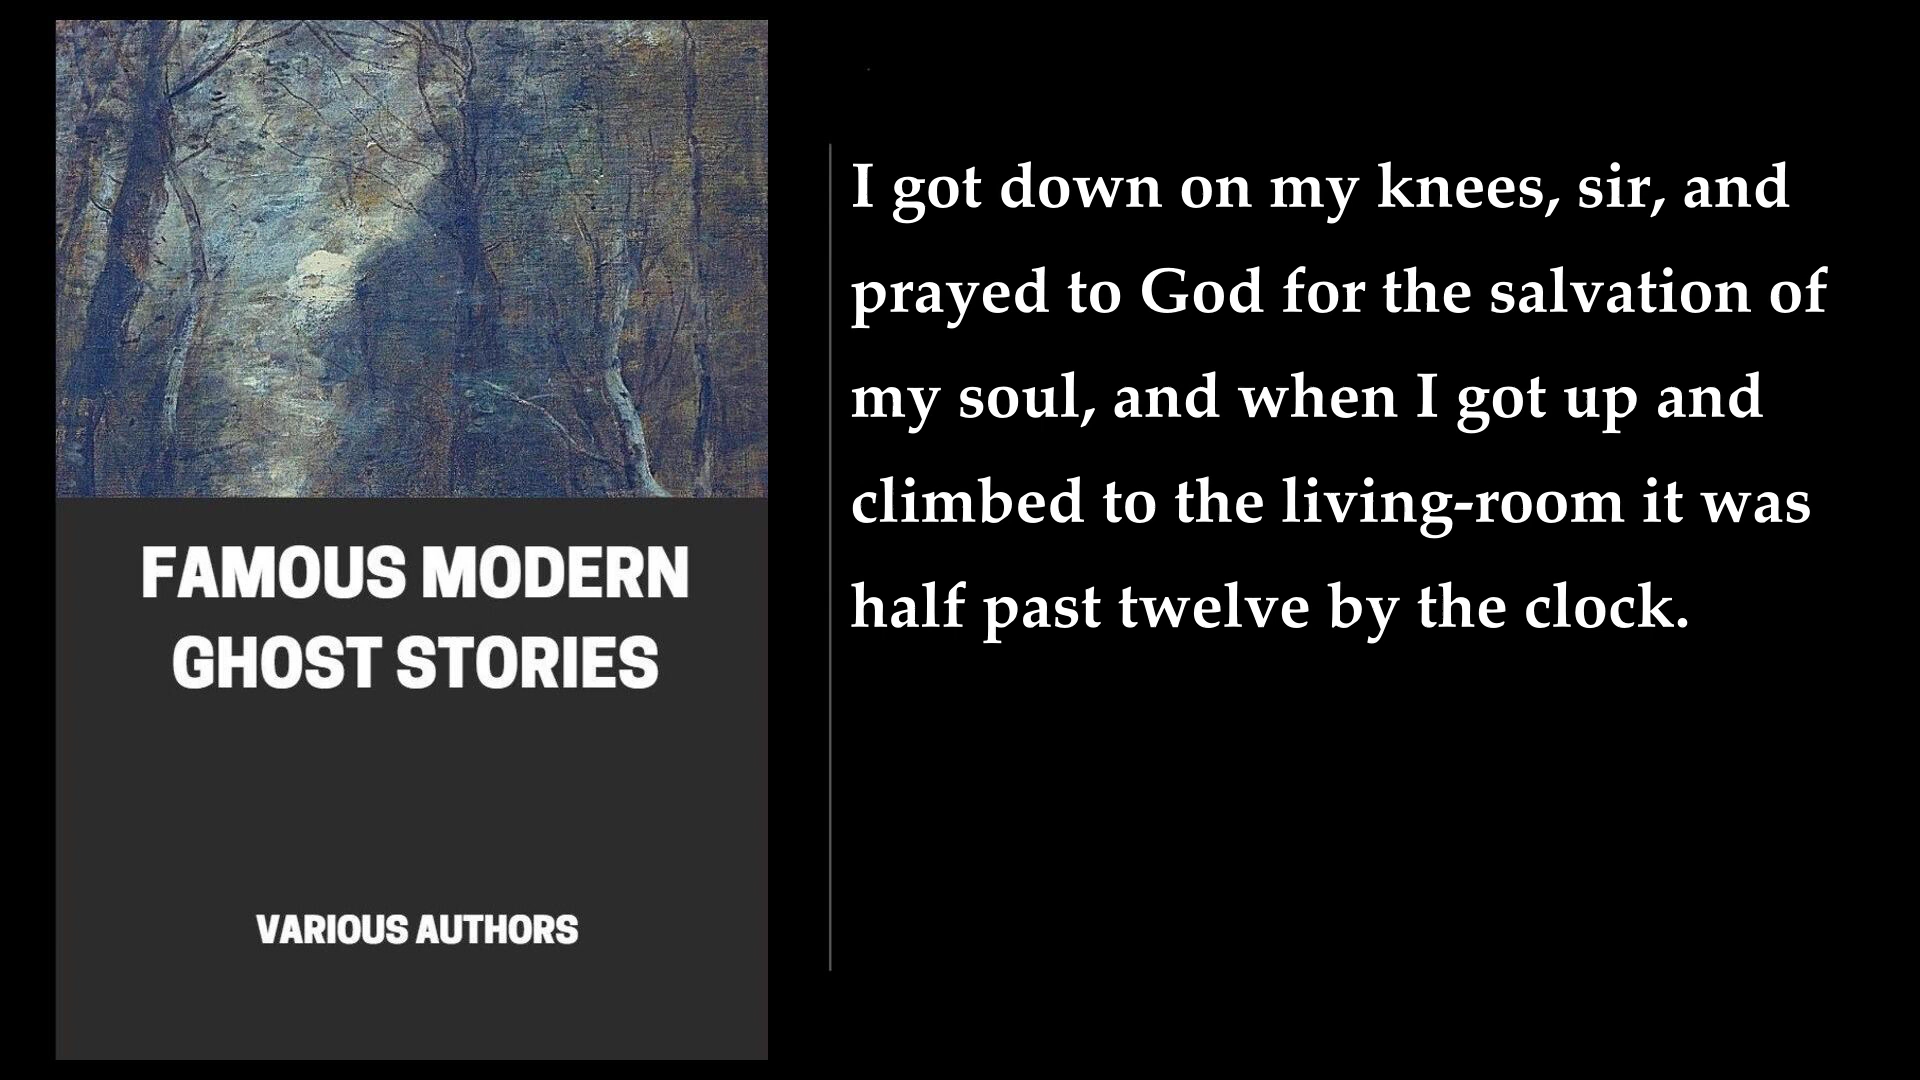 FAMOUS MODERN
GHOST STORIES
VARIOUS AUTHORS
I got down on my knees, sir, and
prayed to God for the salvation of
my soul, and when I got up and
climbed to the living-room it was
half past twelve by the clock.